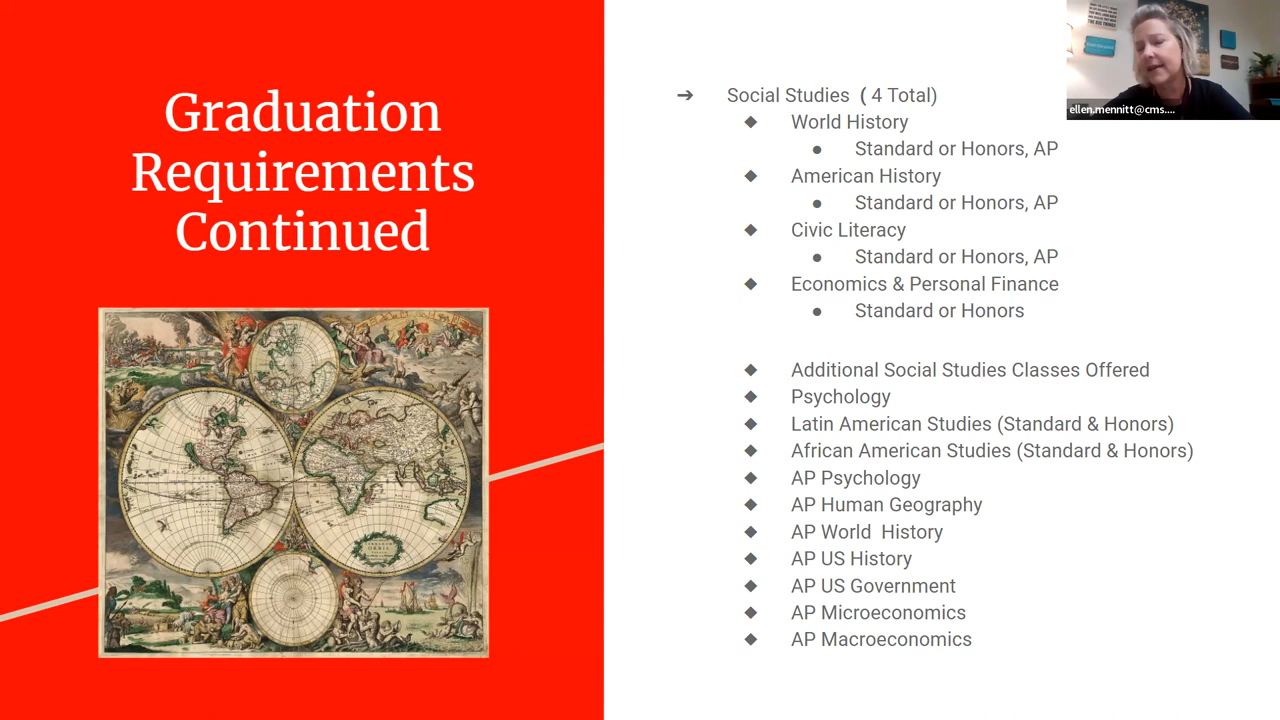 Graduation
Requirements
Continued
➔ Social Studies ( 4 Total)
◆ World History
● Standard or Honors, AP
◆ American History
● Standard or Honors, AP
◆ Civic Literacy
● Standard or Honors, AP
◆ Economics & Personal Finance
● Standard or Honors
◆ Additional Social Studies Classes Offered
◆ Psychology
◆ Latin American Studies (Standard & Honors)
◆ African American Studies (Standard & Honors)
◆ AP Psychology
◆ AP Human Geography
◆ AP World History
◆ AP US History
◆ AP US Government
◆ AP Microeconomics
◆ AP Macroeconomics
ellen.mennitt@cms....